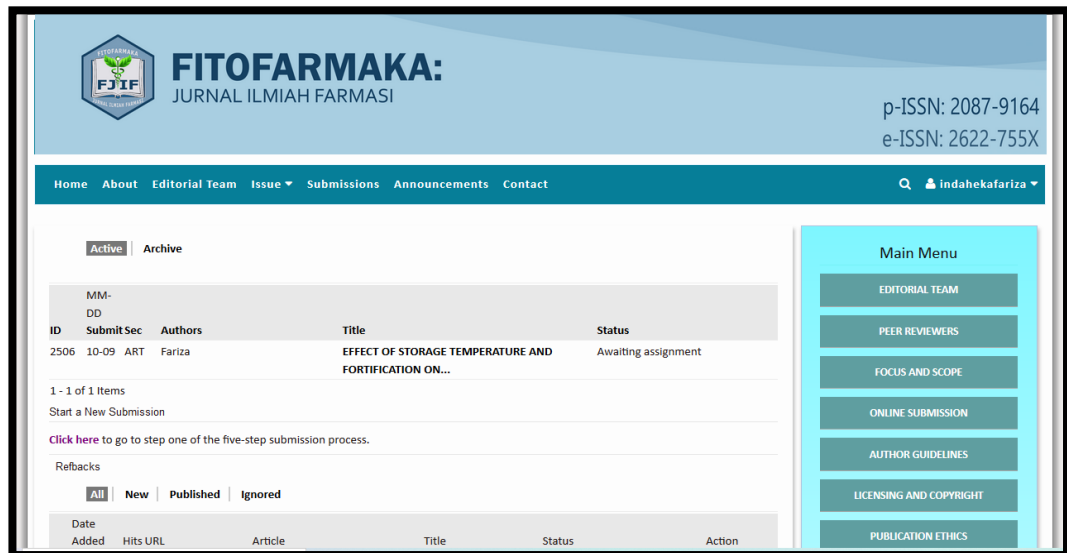 FITOFARMAKA
FJIF
FITOFARMAKA:
JURNAL ILMIAH FARMASI
p-ISSN: 2087-9164
e-ISSN: 2622-755X
Home About Editorial Team Issue Submissions Announcements Contact
indahekafariza
Active Archive
MM-
DD
ID Submit Sec Authors Title Status
2506 10-09 ART Fariza EFFECT OF STORAGE TEMPERATURE AND Awaiting assignment
FORTIFICATION ON...
1 - 1 of 1 Items
Start a New Submission
Click here to go to step one of the five-step submission process.
Refbacks
All New Published Ignored
Date
Added Hits URL Article Title Status Action
Main Menu
EDITORIAL TEAM
PEER REVIEWERS
FOCUS AND SCOPE
ONLINE SUBMISSION
AUTHOR GUIDELINES
LICENSING AND COPYRIGHT
PUBLICATION ETHICS